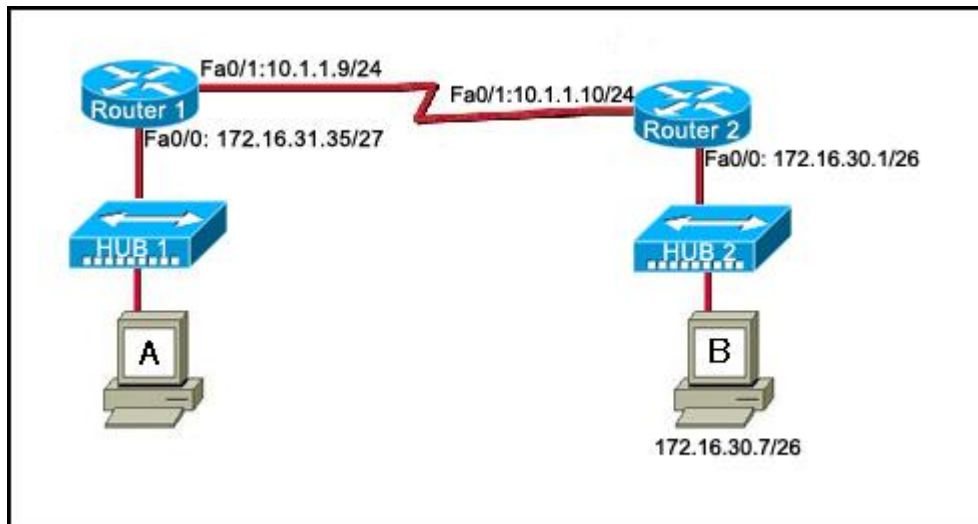 Fa0/1:10.1.1.9/24
Fa0/1:10.1.1.10/24
Router 1
Router 2
Fa0/0: 172.16.31.35/27
Fa0/0: 172.16.30.1/26
HUB 1
HUB 2
A
B
172.16.30.7/26